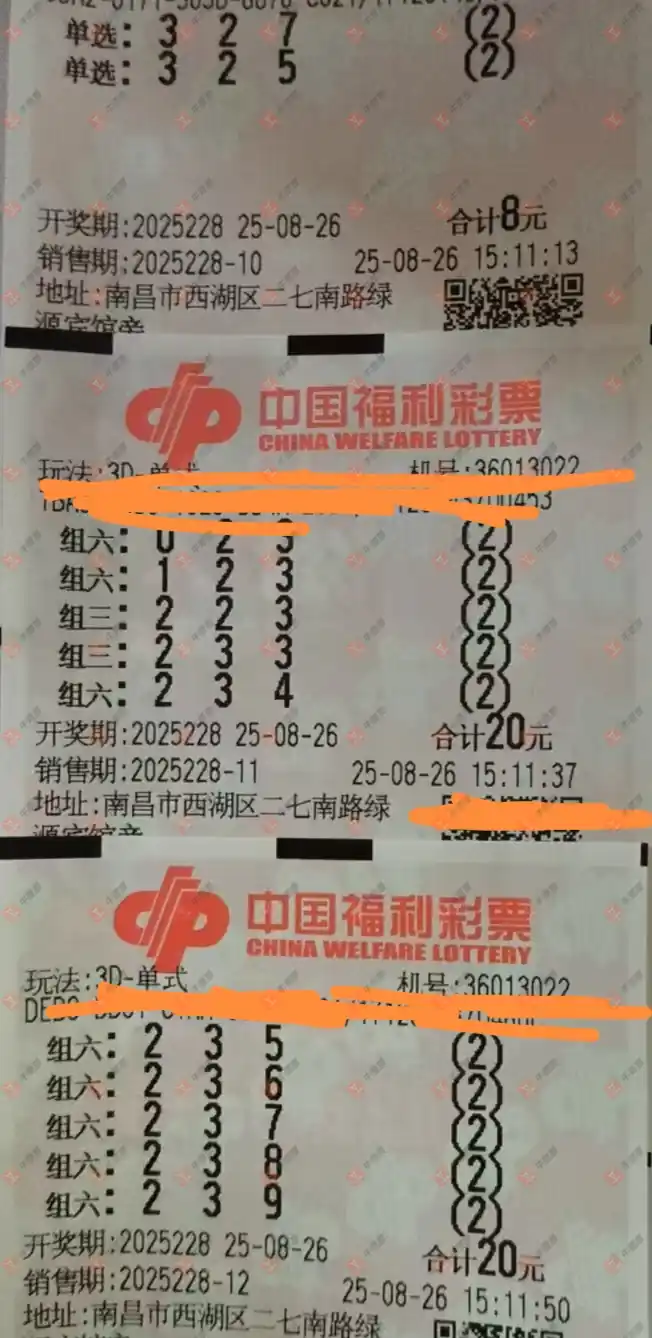 单选: 3 2 7 (2)
单选: 3 2 5 (2)
开奖期:2025228 25-08-26 合计8元
销售期:2025228-10 25-08-26 15:11:13
地址:南昌市西湖区二七南路绿
源宾馆旁
中国福利彩票
CHINA WELFARE LOTTERY
玩法:3D-单式 机号:36013022
组六: 0 2 3 (2)
组六: 1 2 3 (2)
组三: 2 2 3 (2)
组三: 2 3 3 (2)
组六: 2 3 4 (2)
开奖期:2025228 25-08-26 合计20元
销售期:2025228-11 25-08-26 15:11:37
地址:南昌市西湖区二七南路绿
源宾馆旁
中国福利彩票
CHINA WELFARE LOTTERY
玩法:3D-单式 机号:36013022
组六: 2 3 5 (2)
组六: 2 3 6 (2)
组六: 2 3 7 (2)
组六: 2 3 8 (2)
组六: 2 3 9 (2)
开奖期:2025228 25-08-26 合计20元
销售期:2025228-12 25-08-26 15:11:50
地址:南昌市西湖区二七南路绿